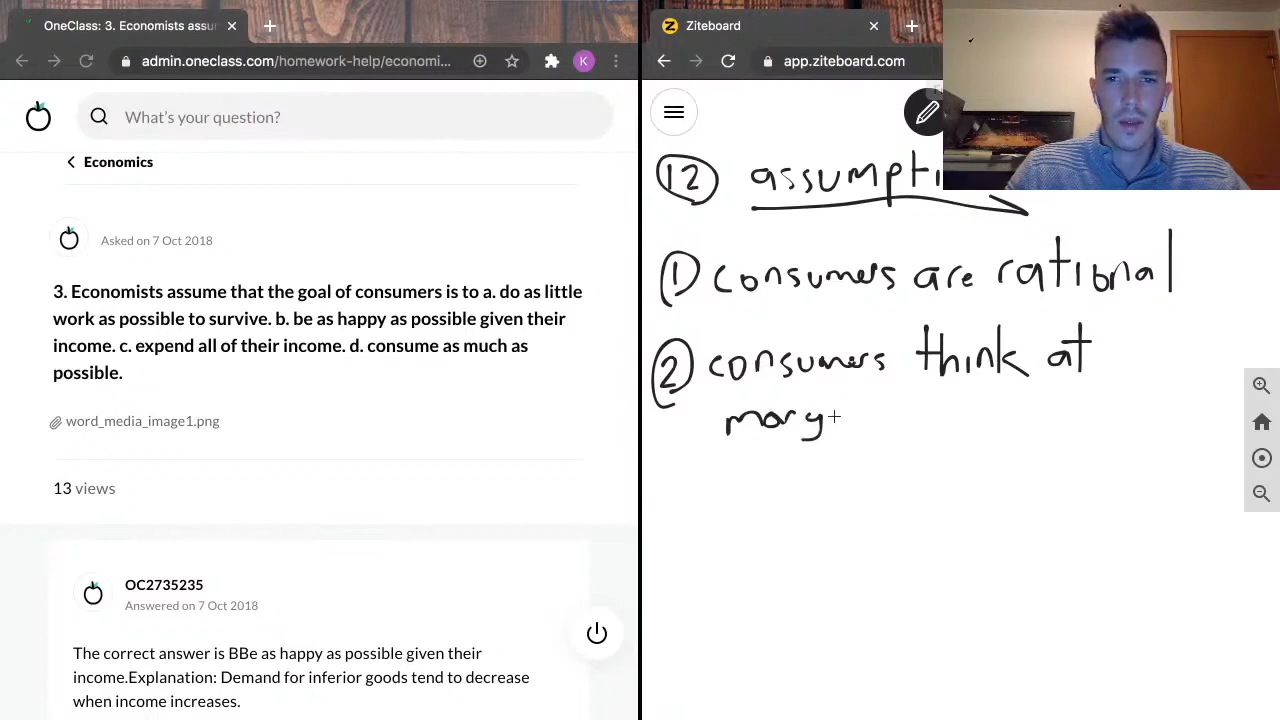 OneClass: 3. Economists assum
Ziteboard
admin.oneclass.com/homework-help/economi...
K
app.ziteboard.com
What's your question?
Economics
Asked on 7 Oct 2018
3. Economists assume that the goal of consumers is to a. do as little
work as possible to survive. b. be as happy as possible given their
income. c. expend all of their income. d. consume as much as
possible.
word_media_image1.png
13 views
OC2735235
Answered on 7 Oct 2018
The correct answer is BBe as happy as possible given their
income.Explanation: Demand for inferior goods tend to decrease
when income increases.
12 assumpti
1 consumers are rational
2 consumers think at
marg